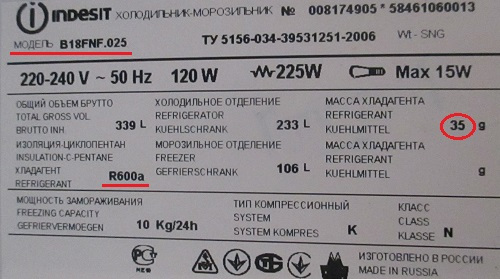 INDESIT ХОЛОДИЛЬНИК-МОРОЗИЛЬНИК № 008174905 * 58461060013
МОДЕЛЬ B18FNF.025 ТУ 5156-034-39531251-2006 Wt - SNG
220-240 V ~ 50 Hz 120 W 225W Max 15W
ОБЩИЙ ОБЪЕМ БРУТТО ХОЛОДИЛЬНОЕ ОТДЕЛЕНИЕ МАССА ХЛАДАГЕНТА
TOTAL GROSS VOL REFRIGERATOR REFRIGERANT
BRUTTO INH. 339 L KUEHLSCHRANK 233 L KUEHLMITTEL 35 g
ИЗОЛЯЦИЯ-ЦИКЛОПЕНТАН МОРОЗИЛЬНОЕ ОТДЕЛЕНИЕ МАССА ХЛАДАГЕНТА
INSULATION-C-PENTANE FREEZER REFRIGERANT
ХЛАДАГЕНТ GEFRIERSCHRANK 106 L KUEHLMITTEL g
REFRIGERANT R600a
МОЩНОСТЬ ЗАМОРАЖИВАНИЯ ТИП КОМПРЕССИОННЫЙ КЛАСС
FREEZING CAPACITY SYSTEM CLASS
GEFRIERVERMOEGEN 10 Kg/24h SYSTEM KOMPRES K KLASSE N
ИЗГОТОВЛЕНО В РОССИИ
MADE IN RUSSIA